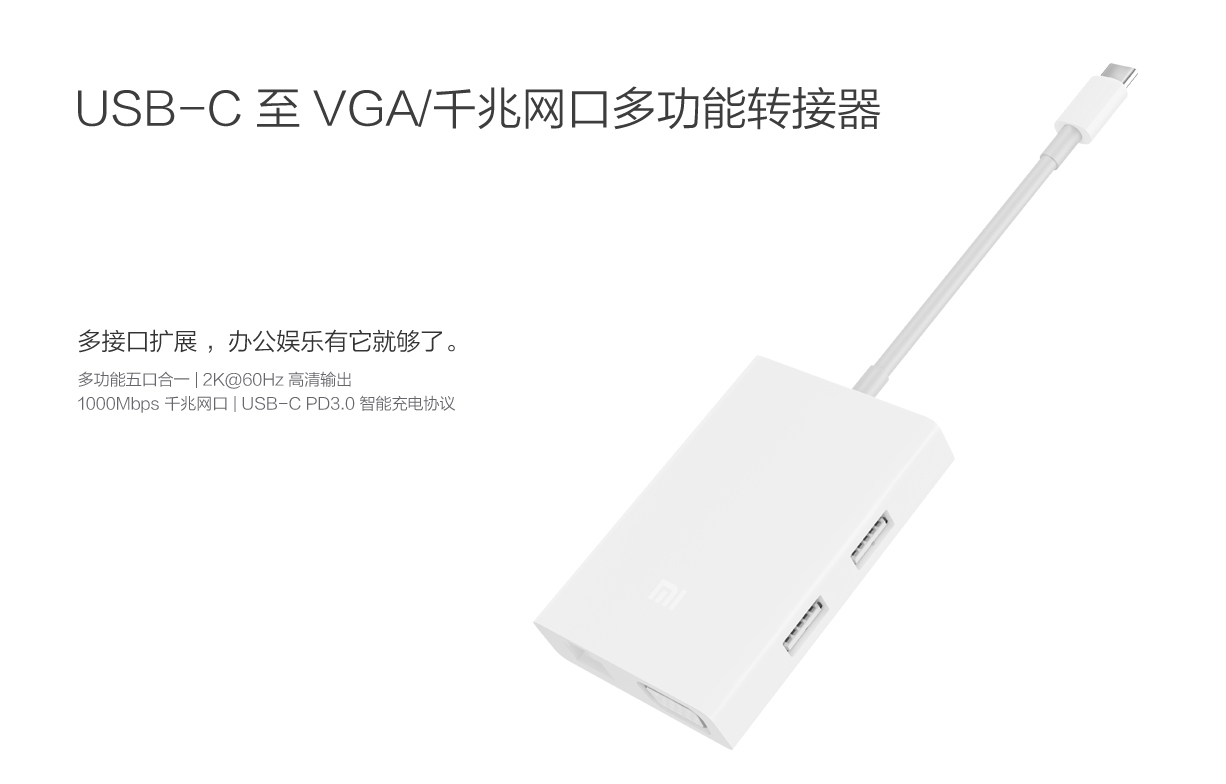 USB-C 至 VGA/千兆网口多功能转接器
多接口扩展，办公娱乐有它就够了。
多功能五口合一 | 2K@60Hz 高清输出
1000Mbps 千兆网口 | USB-C PD3.0 智能充电协议
mi